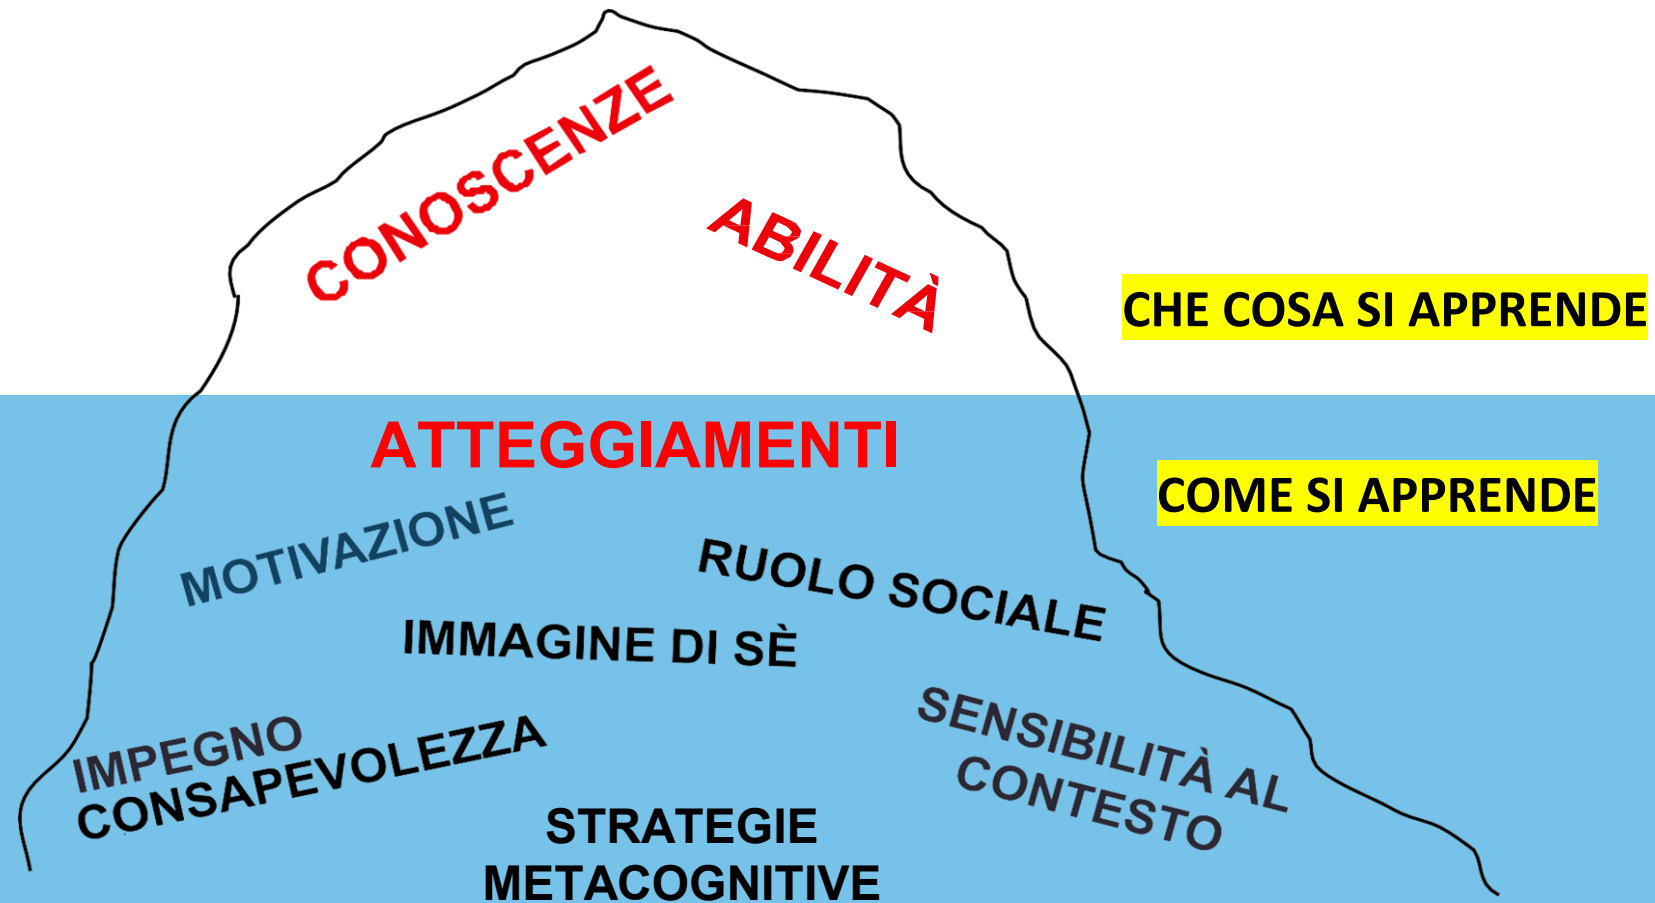 CONOSCENZE
ABILITÀ
CHE COSA SI APPRENDE
ATTEGGIAMENTI
COME SI APPRENDE
MOTIVAZIONE
RUOLO SOCIALE
IMMAGINE DI SÈ
IMPEGNO
CONSAPEVOLEZZA
SENSIBILITÀ AL
CONTESTO
STRATEGIE
METACOGNITIVE